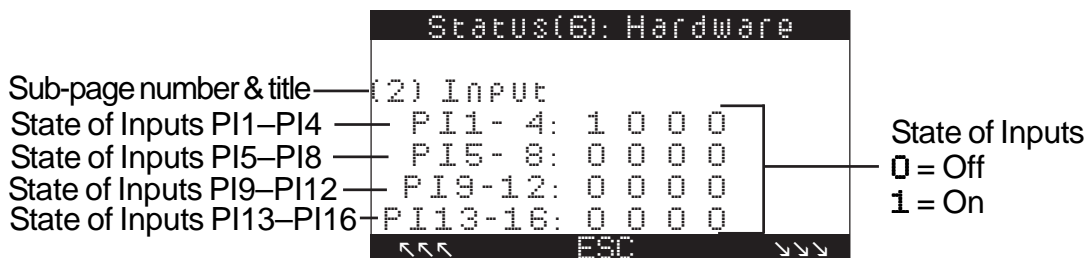 Status(6): Hardware
Sub-page number & title
(2) Input
State of Inputs PI1–PI4
PI1- 4: 1 0 0 0
State of Inputs PI5–PI8
PI5- 8: 0 0 0 0
State of Inputs PI9–PI12
PI9-12: 0 0 0 0
State of Inputs PI13–PI16
PI13-16: 0 0 0 0
↖↖↖ ESC ↘↘↘
State of Inputs
0 = Off
1 = On